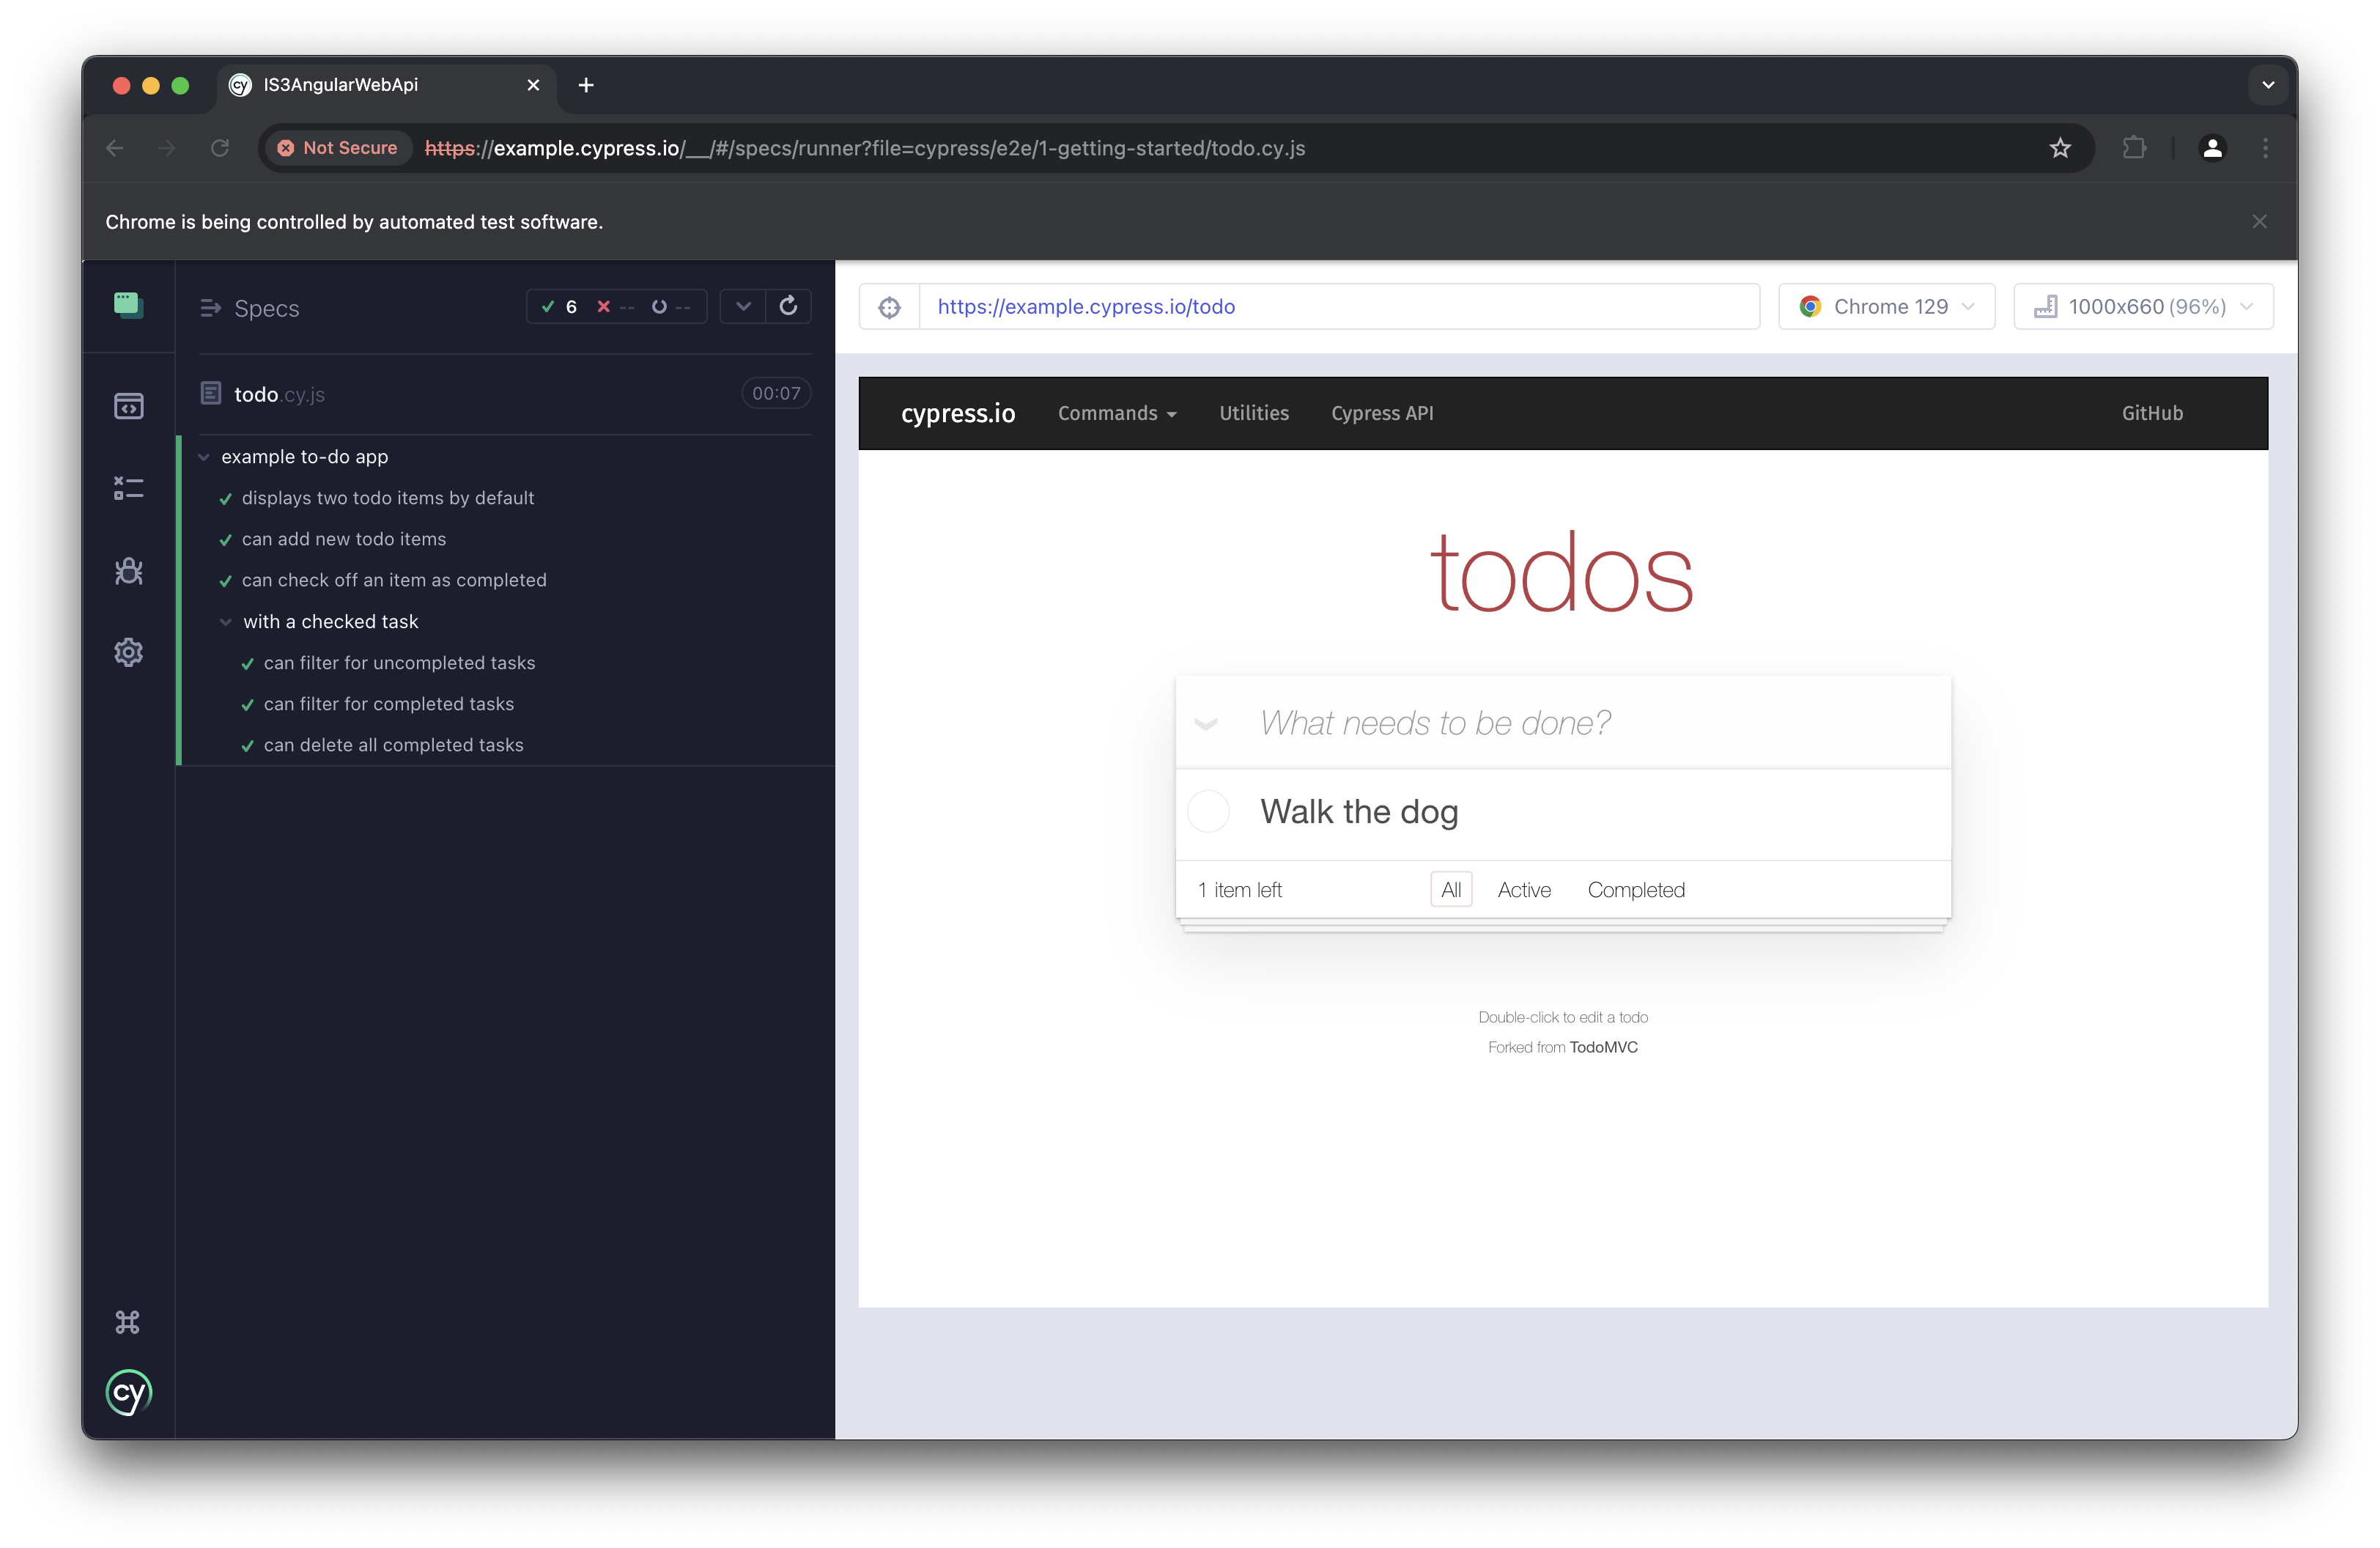 IS3AngularWebApi
Not Secure https://example.cypress.io/__/#/specs/runner?file=cypress/e2e/1-getting-started/todo.cy.js
Chrome is being controlled by automated test software.
Specs 6 -- --
todo.cy.js 00:07
example to-do app
displays two todo items by default
can add new todo items
can check off an item as completed
with a checked task
can filter for uncompleted tasks
can filter for completed tasks
can delete all completed tasks
cy
https://example.cypress.io/todo Chrome 129 1000x660 (96%)
cypress.io Commands Utilities Cypress API GitHub
todos
What needs to be done?
Walk the dog
1 item left All Active Completed
Double-click to edit a todo
Forked from TodoMVC